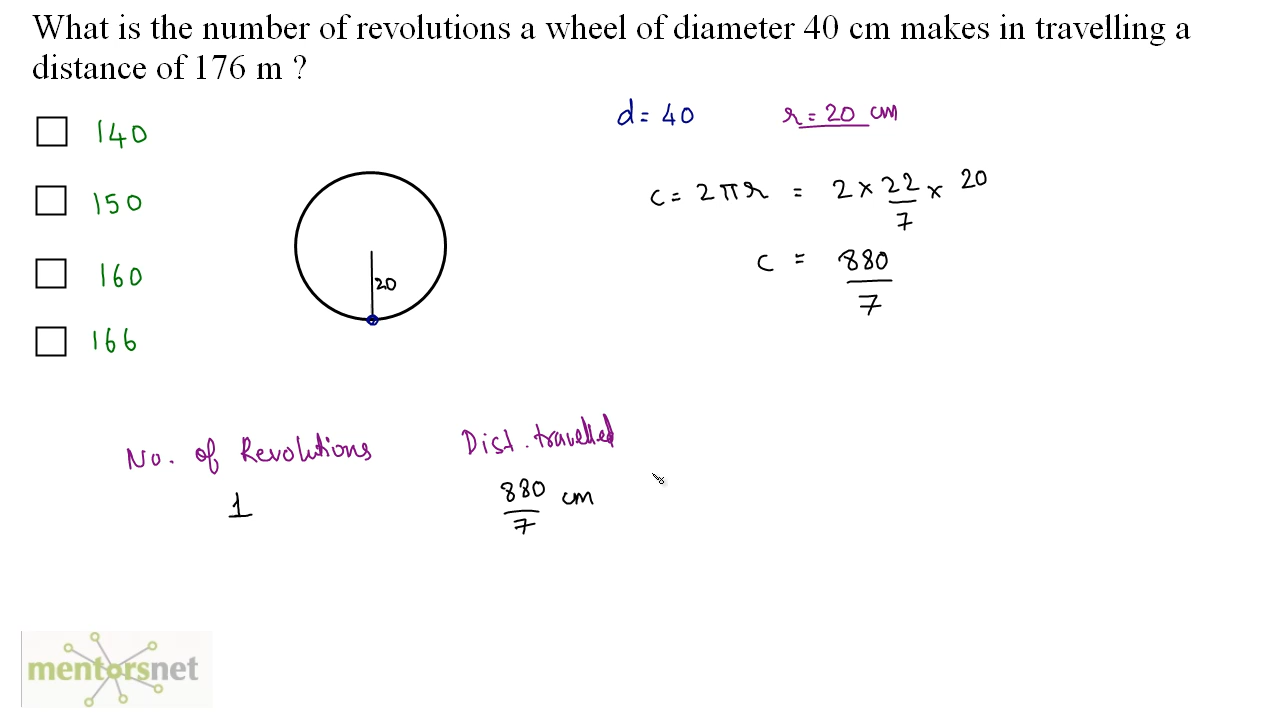 What is the number of revolutions a wheel of diameter 40 cm makes in travelling a
distance of 176 m ?
140
150
160
166
20
d = 40
r = 20 cm
c = 2πr = 2 × 22/7 × 20
c = 880/7
No. of Revolutions Dist. travelled
1 880/7 cm
mentorsnet